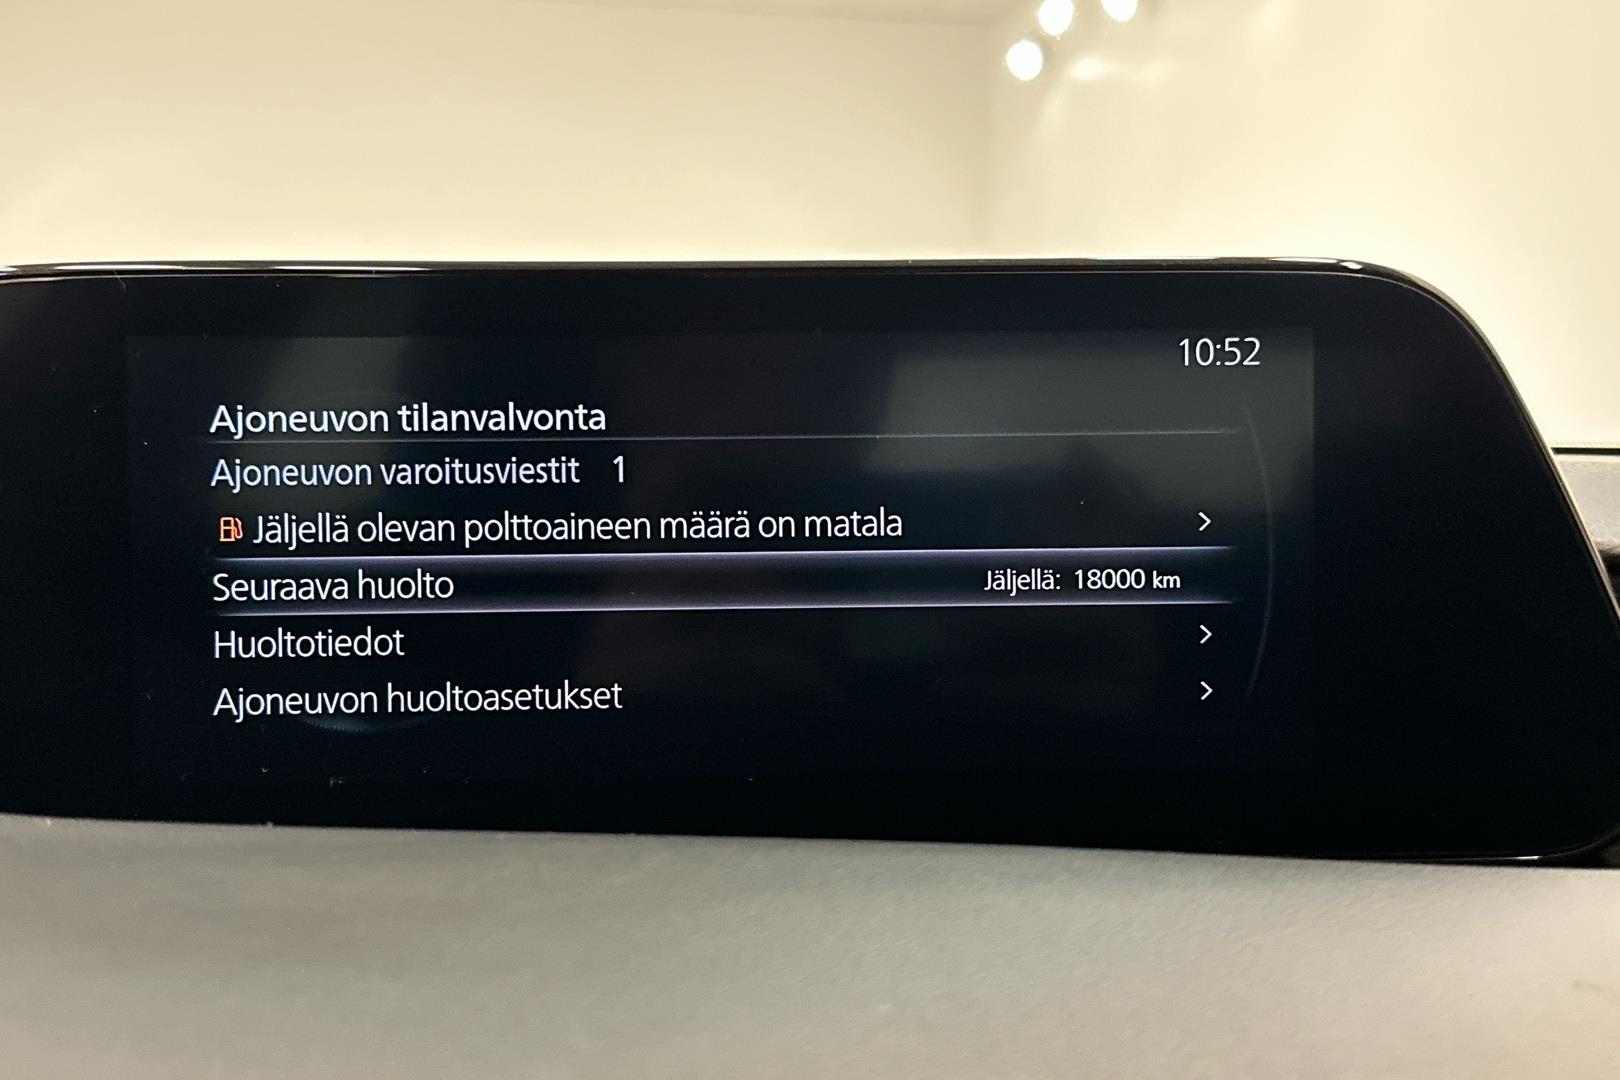 10:52
Ajoneuvon tilanvalvonta
Ajoneuvon varoitusviestit 1
Jäljellä olevan polttoaineen määrä on matala
Seuraava huolto Jäljellä: 18000 km
Huoltotiedot
Ajoneuvon huoltoasetukset